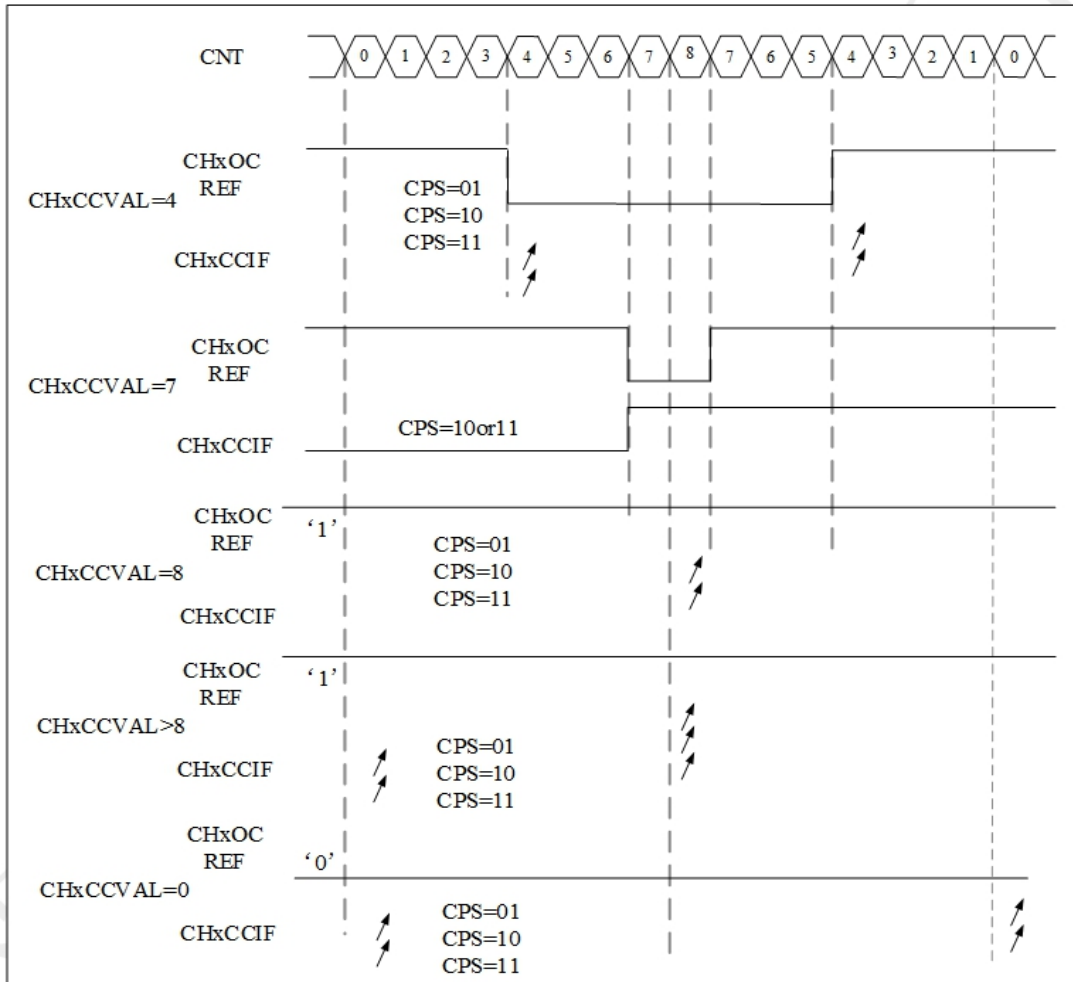 CNT
0 1 2 3 4 5 6 7 8 7 6 5 4 3 2 1 0
CHxOC
REF
CHxCCVAL=4
CPS=01
CPS=10
CPS=11
CHxCCIF
CHxOC
REF
CHxCCVAL=7
CPS=10or11
CHxCCIF
CHxOC
REF
‘1’
CHxCCVAL=8
CPS=01
CPS=10
CPS=11
CHxCCIF
CHxOC
REF
‘1’
CHxCCVAL>8
CPS=01
CPS=10
CPS=11
CHxCCIF
CHxOC
REF
‘0’
CHxCCVAL=0
CPS=01
CPS=10
CPS=11
CHxCCIF